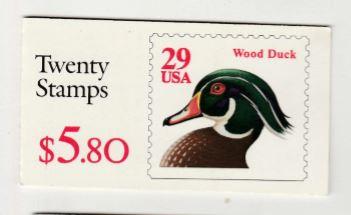 Twenty
Stamps
$5.80
29
USA
Wood Duck